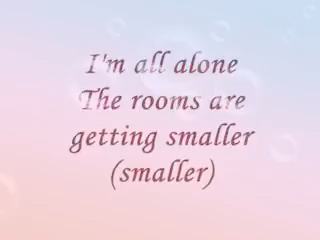 I'm all alone
The rooms are
getting smaller
(smaller)